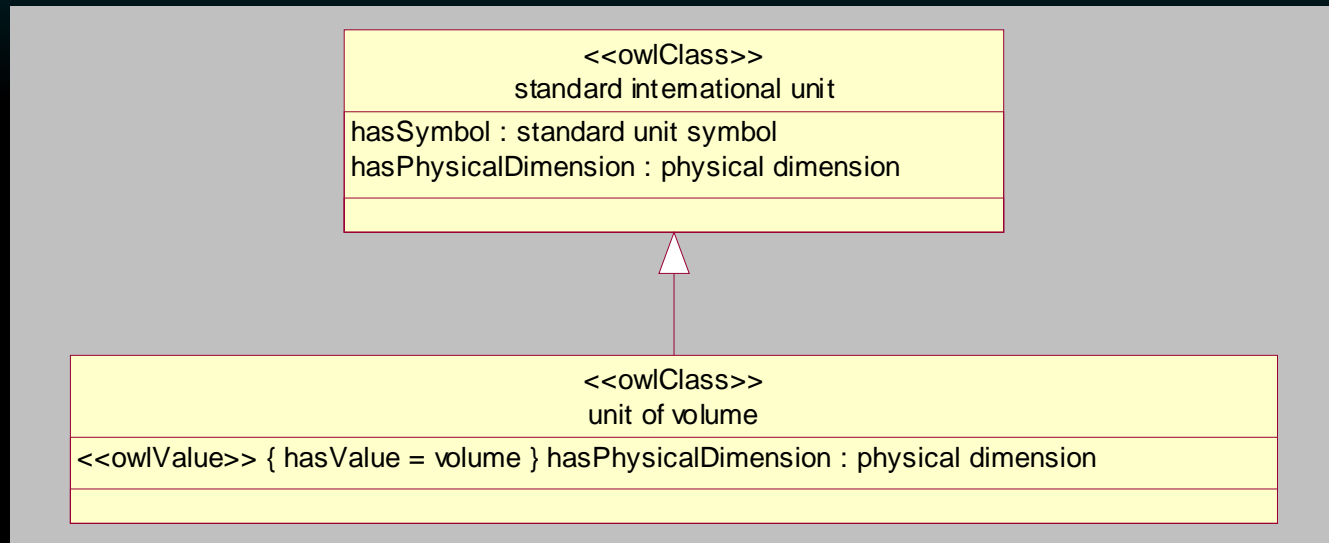 <<owlClass>>
standard international unit
hasSymbol : standard unit symbol
hasPhysicalDimension : physical dimension
<<owlClass>>
unit of volume
<<owlValue>> { hasValue = volume } hasPhysicalDimension : physical dimension